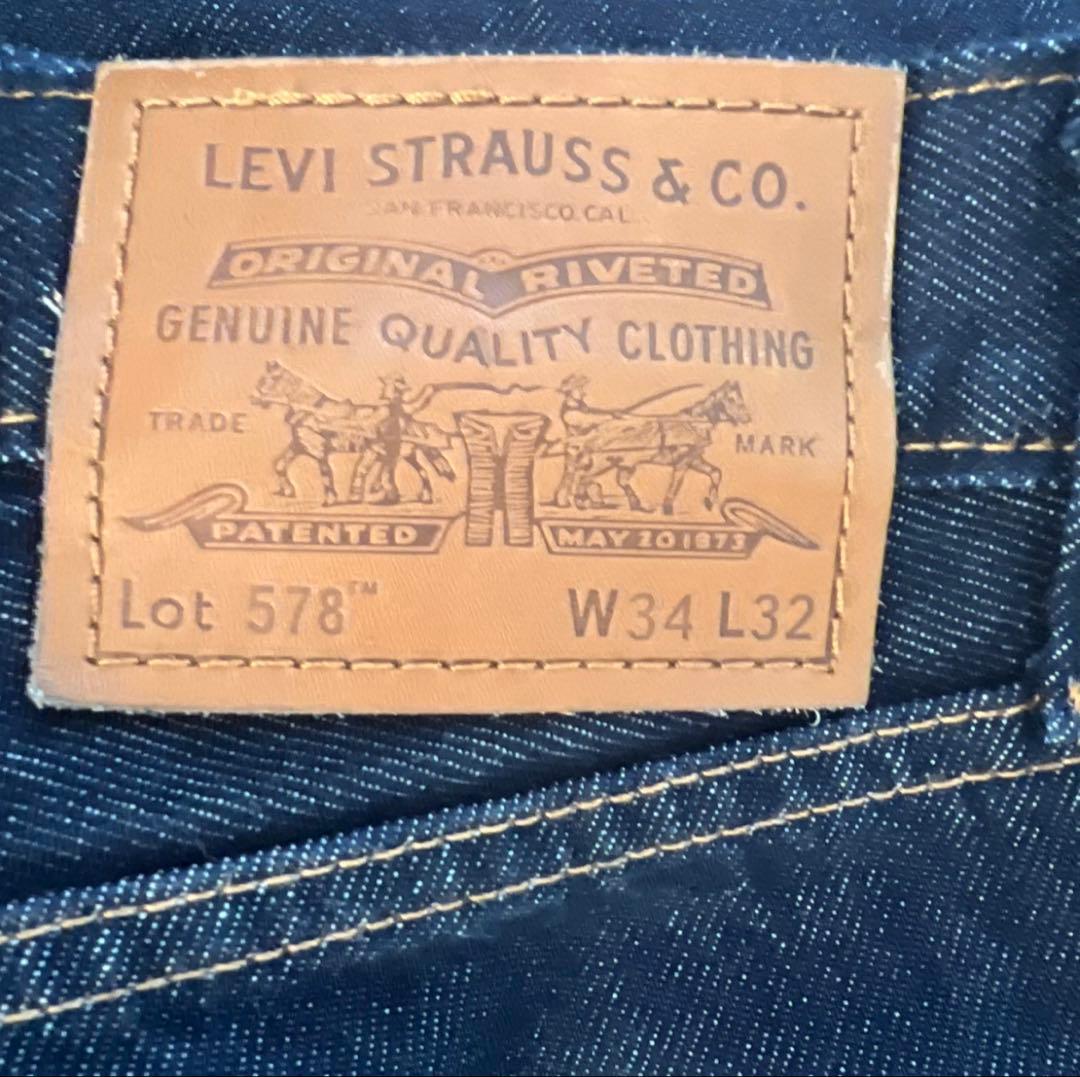 LEVI STRAUSS & CO.
SAN FRANCISCO, CAL.
ORIGINAL RIVETED
GENUINE QUALITY CLOTHING
TRADE MARK
PATENTED MAY 20 1873
Lot 578™ W34 L32